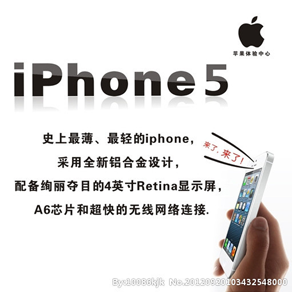 苹果体验中心
iPhone 5
来了，来了！
史上最薄、最轻的iphone，
采用全新铝合金设计，
配备绚丽夺目的4英寸Retina显示屏，
A6芯片和超快的无线网络连接.